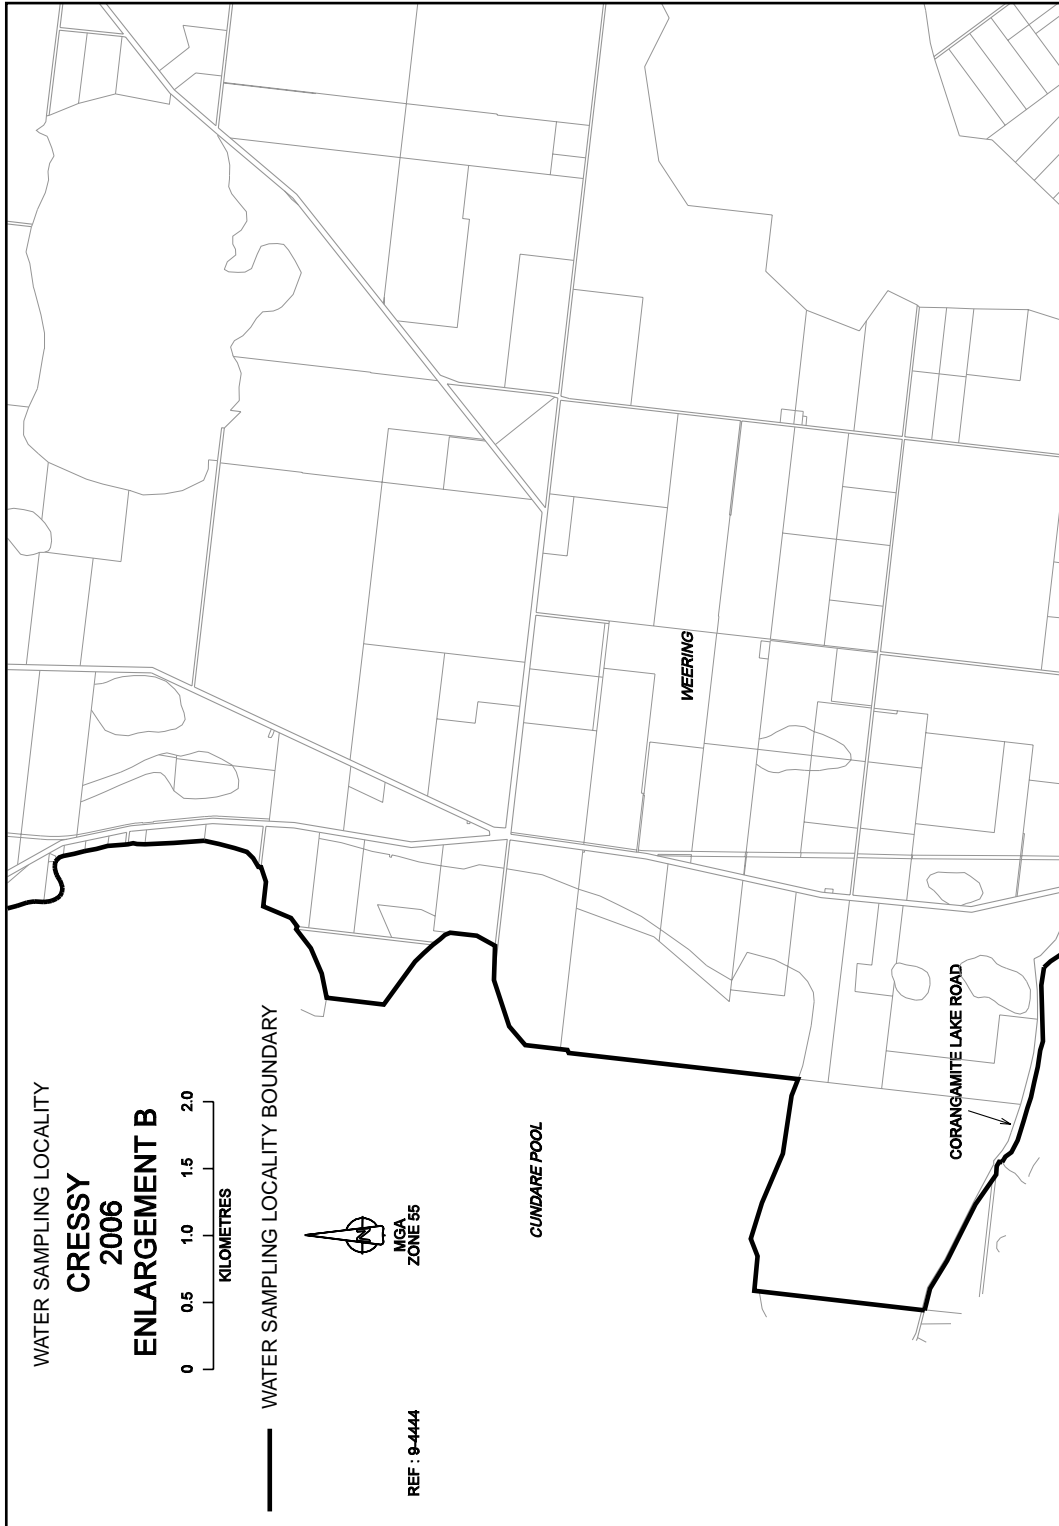 WATER SAMPLING LOCALITY
CRESSY
2006
ENLARGEMENT B
0 0.5 1.0 1.5 2.0
KILOMETRES
WATER SAMPLING LOCALITY BOUNDARY
N
MGA
ZONE 55
REF : 9-4444
CUNDARE POOL
WEERING
CORANGAMITE LAKE ROAD